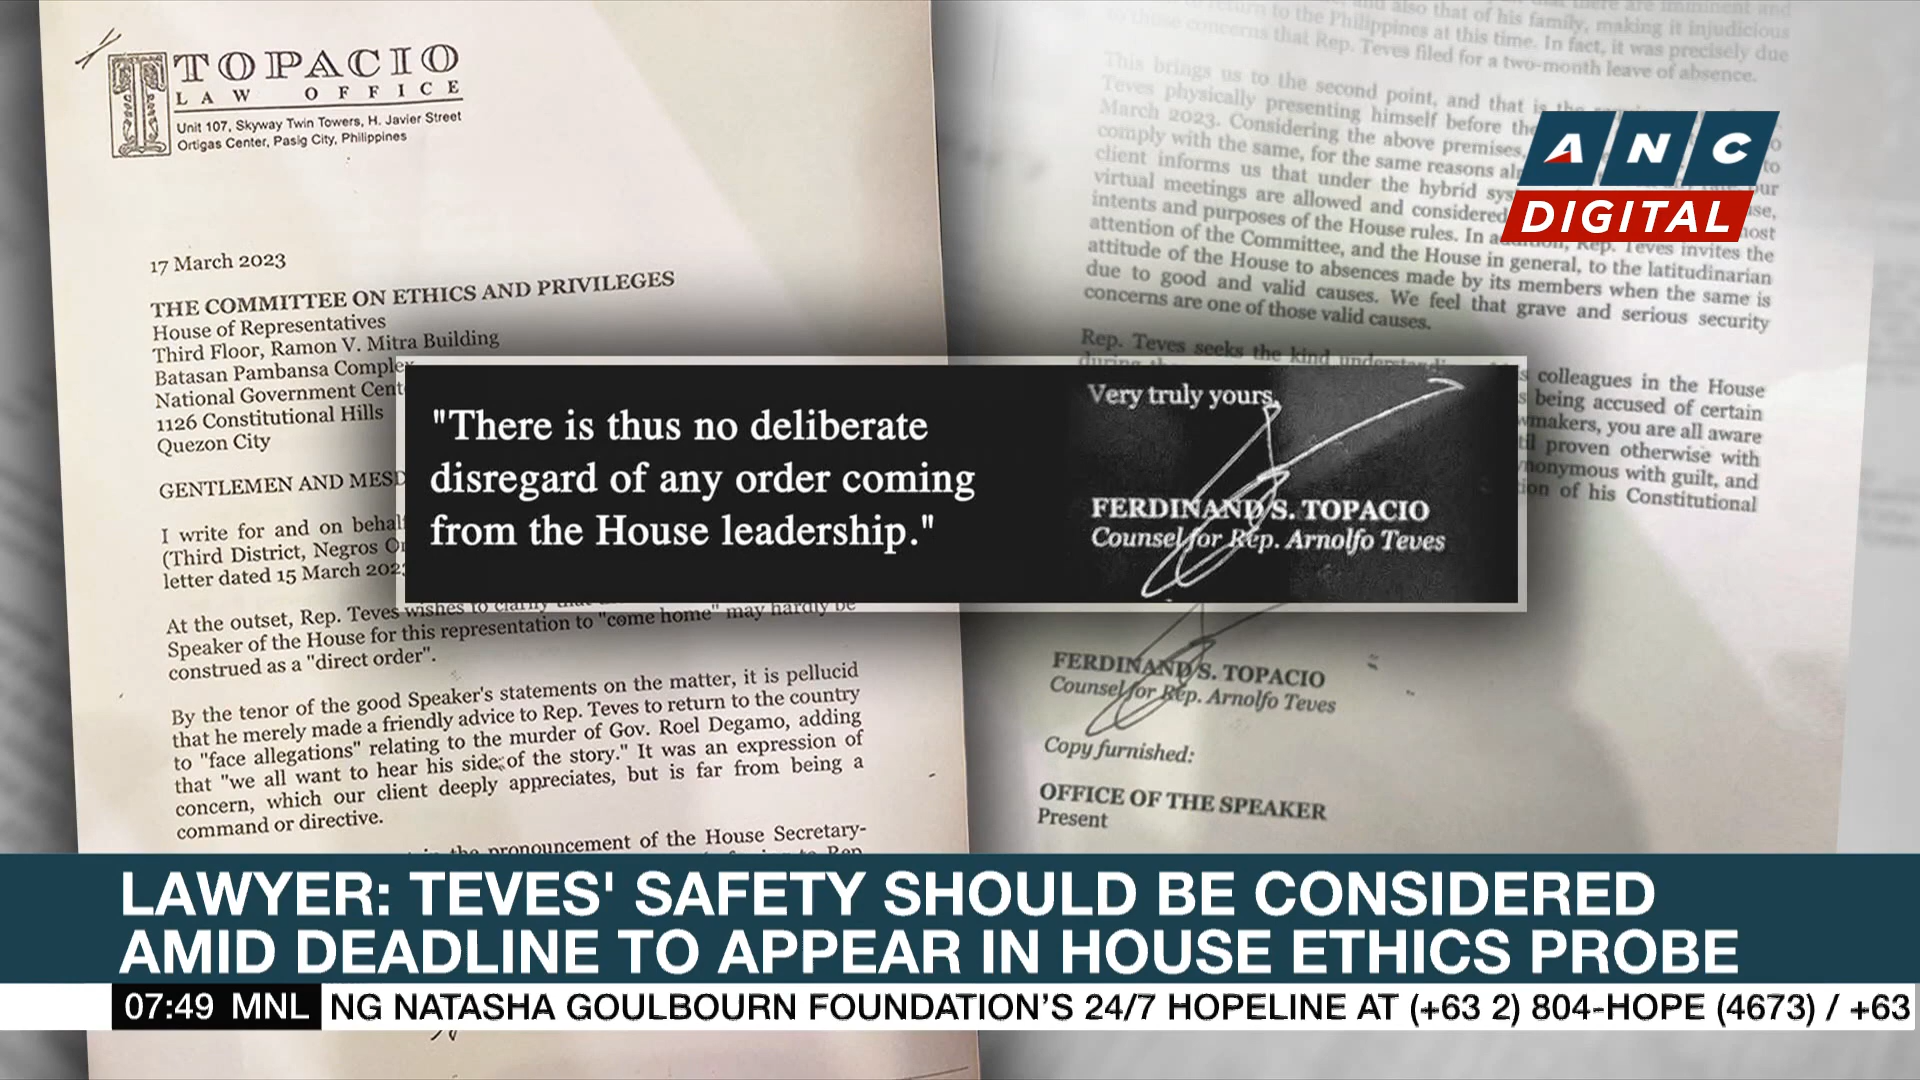 TOPACIO
LAW OFFICE
Unit 107, Skyway Twin Towers, H. Javier Street
Ortigas Center, Pasig City, Philippines
17 March 2023
THE COMMITTEE ON ETHICS AND PRIVILEGES
House of Representatives
Third Floor, Ramon V. Mitra Building
Batasan Pambansa
National Government
1126 Constitutional Hills
Quezon City
GENTLEMEN AND
I write for and on
(Third District, Negros
letter dated 15 March
At the outset, Rep. Teves wishes to clarify that
Speaker of the House for this representation to "come home" may hardly be
construed as a "direct order".
By the tenor of the good Speaker's statements on the matter, it is pellucid
that he merely made a friendly advice to Rep. Teves to return to the country
to "face allegations" relating to the murder of Gov. Roel Degamo, adding
that "we all want to hear his side of the story." It was an expression of
concern, which our client deeply appreciates, but is far from being a
command or directive.
the pronouncement of the House Secretary-
also that of his family, making it injudicious
return to the Philippines at this time. In fact, it was precisely due
concerns that Rep. Teves filed for a two-month leave of absence.
This brings us to the second point, and that is the
Teves physically presenting himself before the
March 2023. Considering the above premises,
comply with the same, for the same reasons
to
client informs us that under the hybrid
virtual meetings are allowed and considered
intents and purposes of the House rules. In Rep. Teves invites the
attention of the Committee, and the House in general, to the latitudinarian
attitude of the House to absences made by its members when the same is
due to good and valid causes. We feel that grave and serious security
concerns are one of those valid causes.
Rep. Teves seeks the kind
colleagues in the House
being accused of certain
you are all aware
proven otherwise with
with guilt, and
of his Constitutional
ANC
DIGITAL
"There is thus no deliberate
disregard of any order coming
from the House leadership."
Very truly yours,
FERDINAND S. TOPACIO
Counsel for Rep. Arnolfo Teves
FERDINAND S. TOPACIO
Counsel for Rep. Arnolfo Teves
Copy furnished:
OFFICE OF THE SPEAKER
Present
LAWYER: TEVES' SAFETY SHOULD BE CONSIDERED
AMID DEADLINE TO APPEAR IN HOUSE ETHICS PROBE
07:49 MNL NG NATASHA GOULBOURN FOUNDATION'S 24/7 HOPELINE AT (+63 2) 804-HOPE (4673) / +63